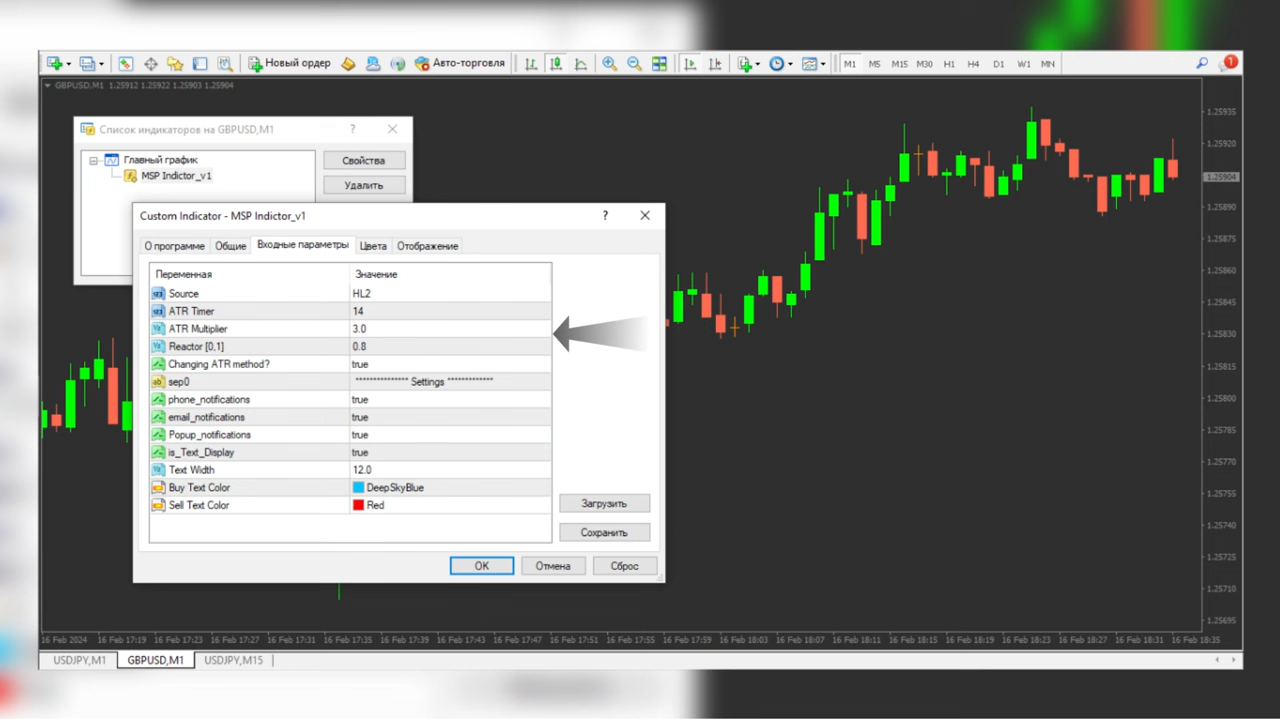 Новый ордер Авто-торговля M1 M5 M15 M30 H1 H4 D1 W1 MN 1
GBPUSD,M1 1.25912 1.25922 1.25903 1.25904
Список индикаторов на GBPUSD,M1 ?
Главный график
MSP Indictor_v1
Свойства
Удалить
Custom Indicator - MSP Indictor_v1 ?
О программе Общие Входные параметры Цвета Отображение
Переменная Значение
Source HL2
ATR Timer 14
ATR Multiplier 3.0
Reactor [0,1] 0.8
Changing ATR method? true
sep0 *************** Settings *************
phone_notifications true
email_notifications true
Popup_notifications true
is_Text_Display true
Text Width 12.0
Buy Text Color DeepSkyBlue
Sell Text Color Red
Загрузить
Сохранить
OK Отмена Сброс
1.25935
1.25920
1.25904
1.25890
1.25875
1.25860
1.25845
1.25830
1.25815
1.25800
1.25785
1.25770
1.25755
1.25740
1.25725
1.25710
1.25695
16 Feb 2024 16 Feb 17:19 16 Feb 17:23 16 Feb 17:27 16 Feb 17:31 16 Feb 17:35 16 Feb 17:39 16 Feb 17:43 16 Feb 17:47 16 Feb 17:51 16 Feb 17:55 16 Feb 17:59 16 Feb 18:03 16 Feb 18:07 16 Feb 18:11 16 Feb 18:15 16 Feb 18:19 16 Feb 18:23 16 Feb 18:27 16 Feb 18:31 16 Feb 18:35
USDJPY,M1 GBPUSD,M1 USDJPY,M15